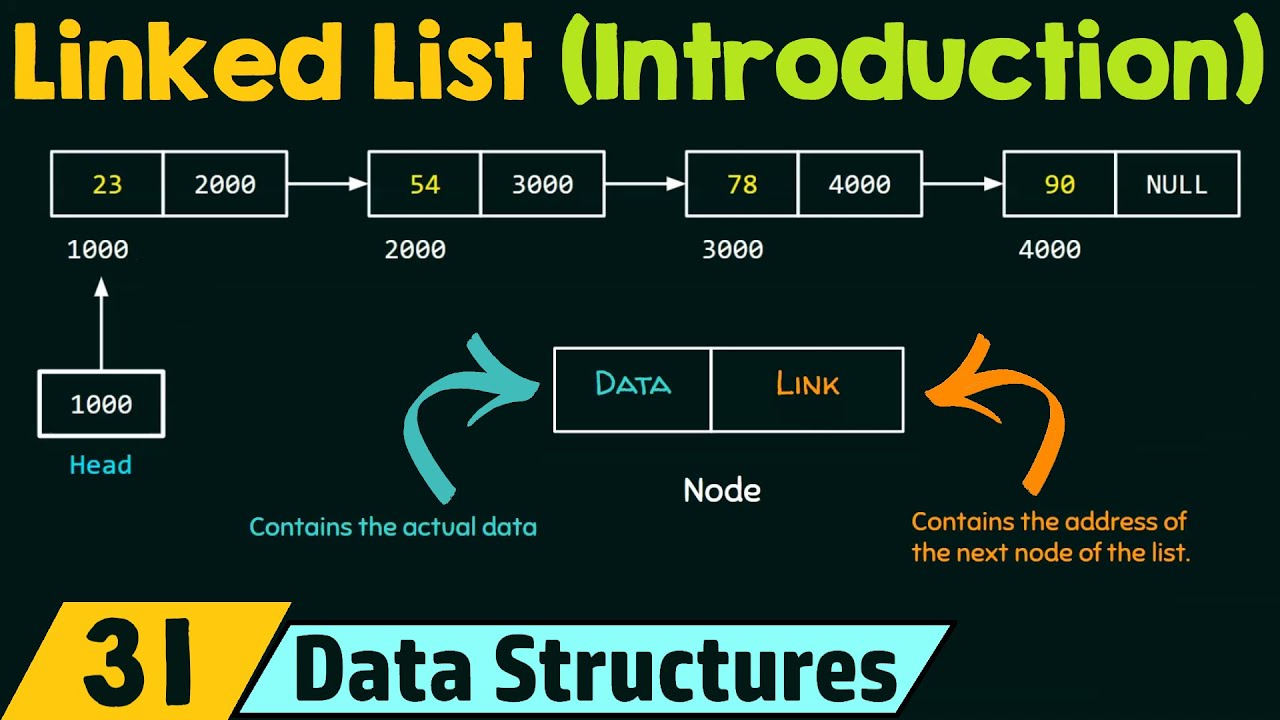 Linked List (Introduction)
23 2000 54 3000 78 4000 90 NULL
1000 2000 3000 4000
1000
Head
DATA LINK
Node
Contains the actual data
Contains the address of
the next node of the list.
31 Data Structures